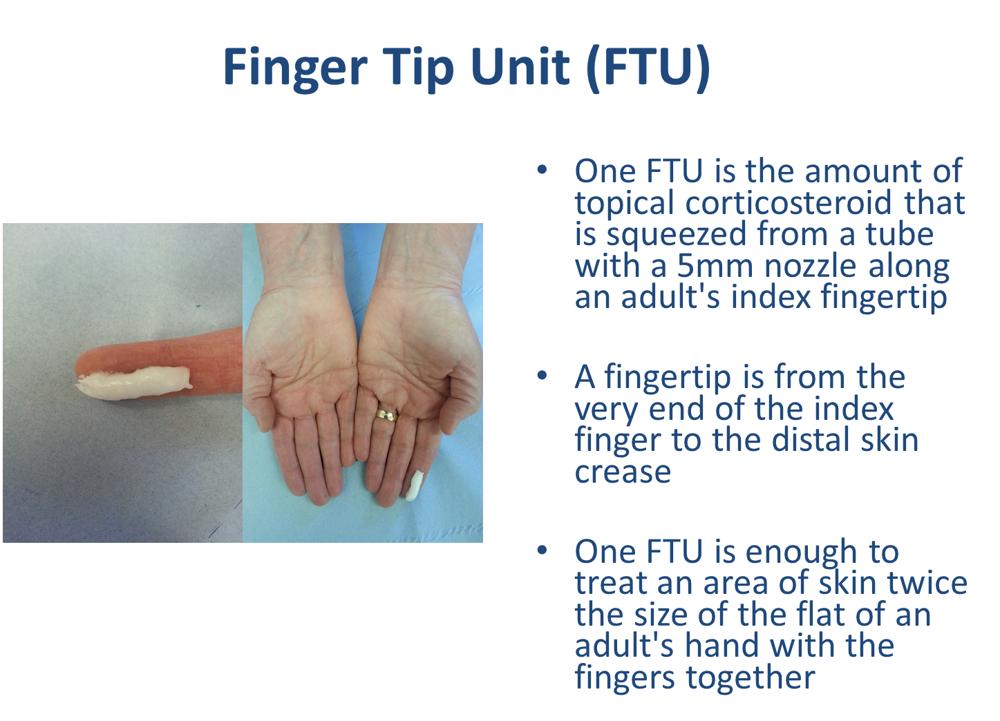 Finger Tip Unit (FTU)
• One FTU is the amount of
topical corticosteroid that
is squeezed from a tube
with a 5mm nozzle along
an adult's index fingertip
• A fingertip is from the
very end of the index
finger to the distal skin
crease
• One FTU is enough to
treat an area of skin twice
the size of the flat of an
adult's hand with the
fingers together